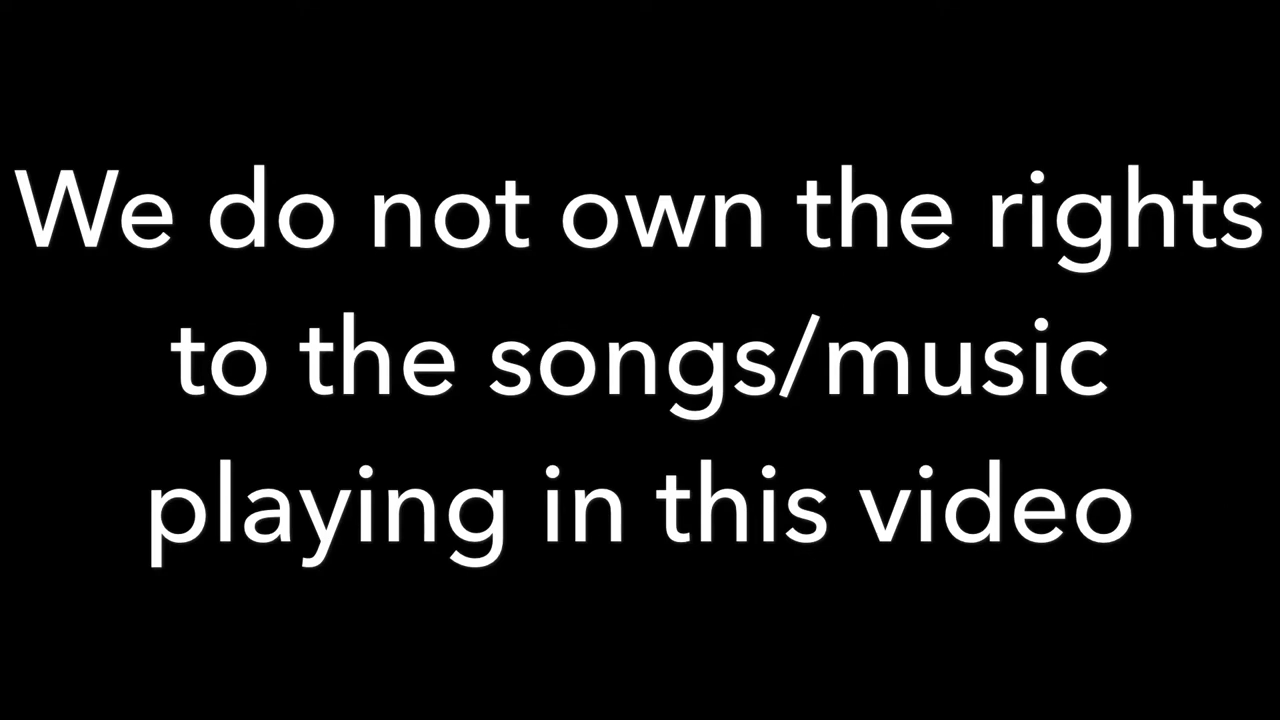 We do not own the rights
to the songs/music
playing in this video